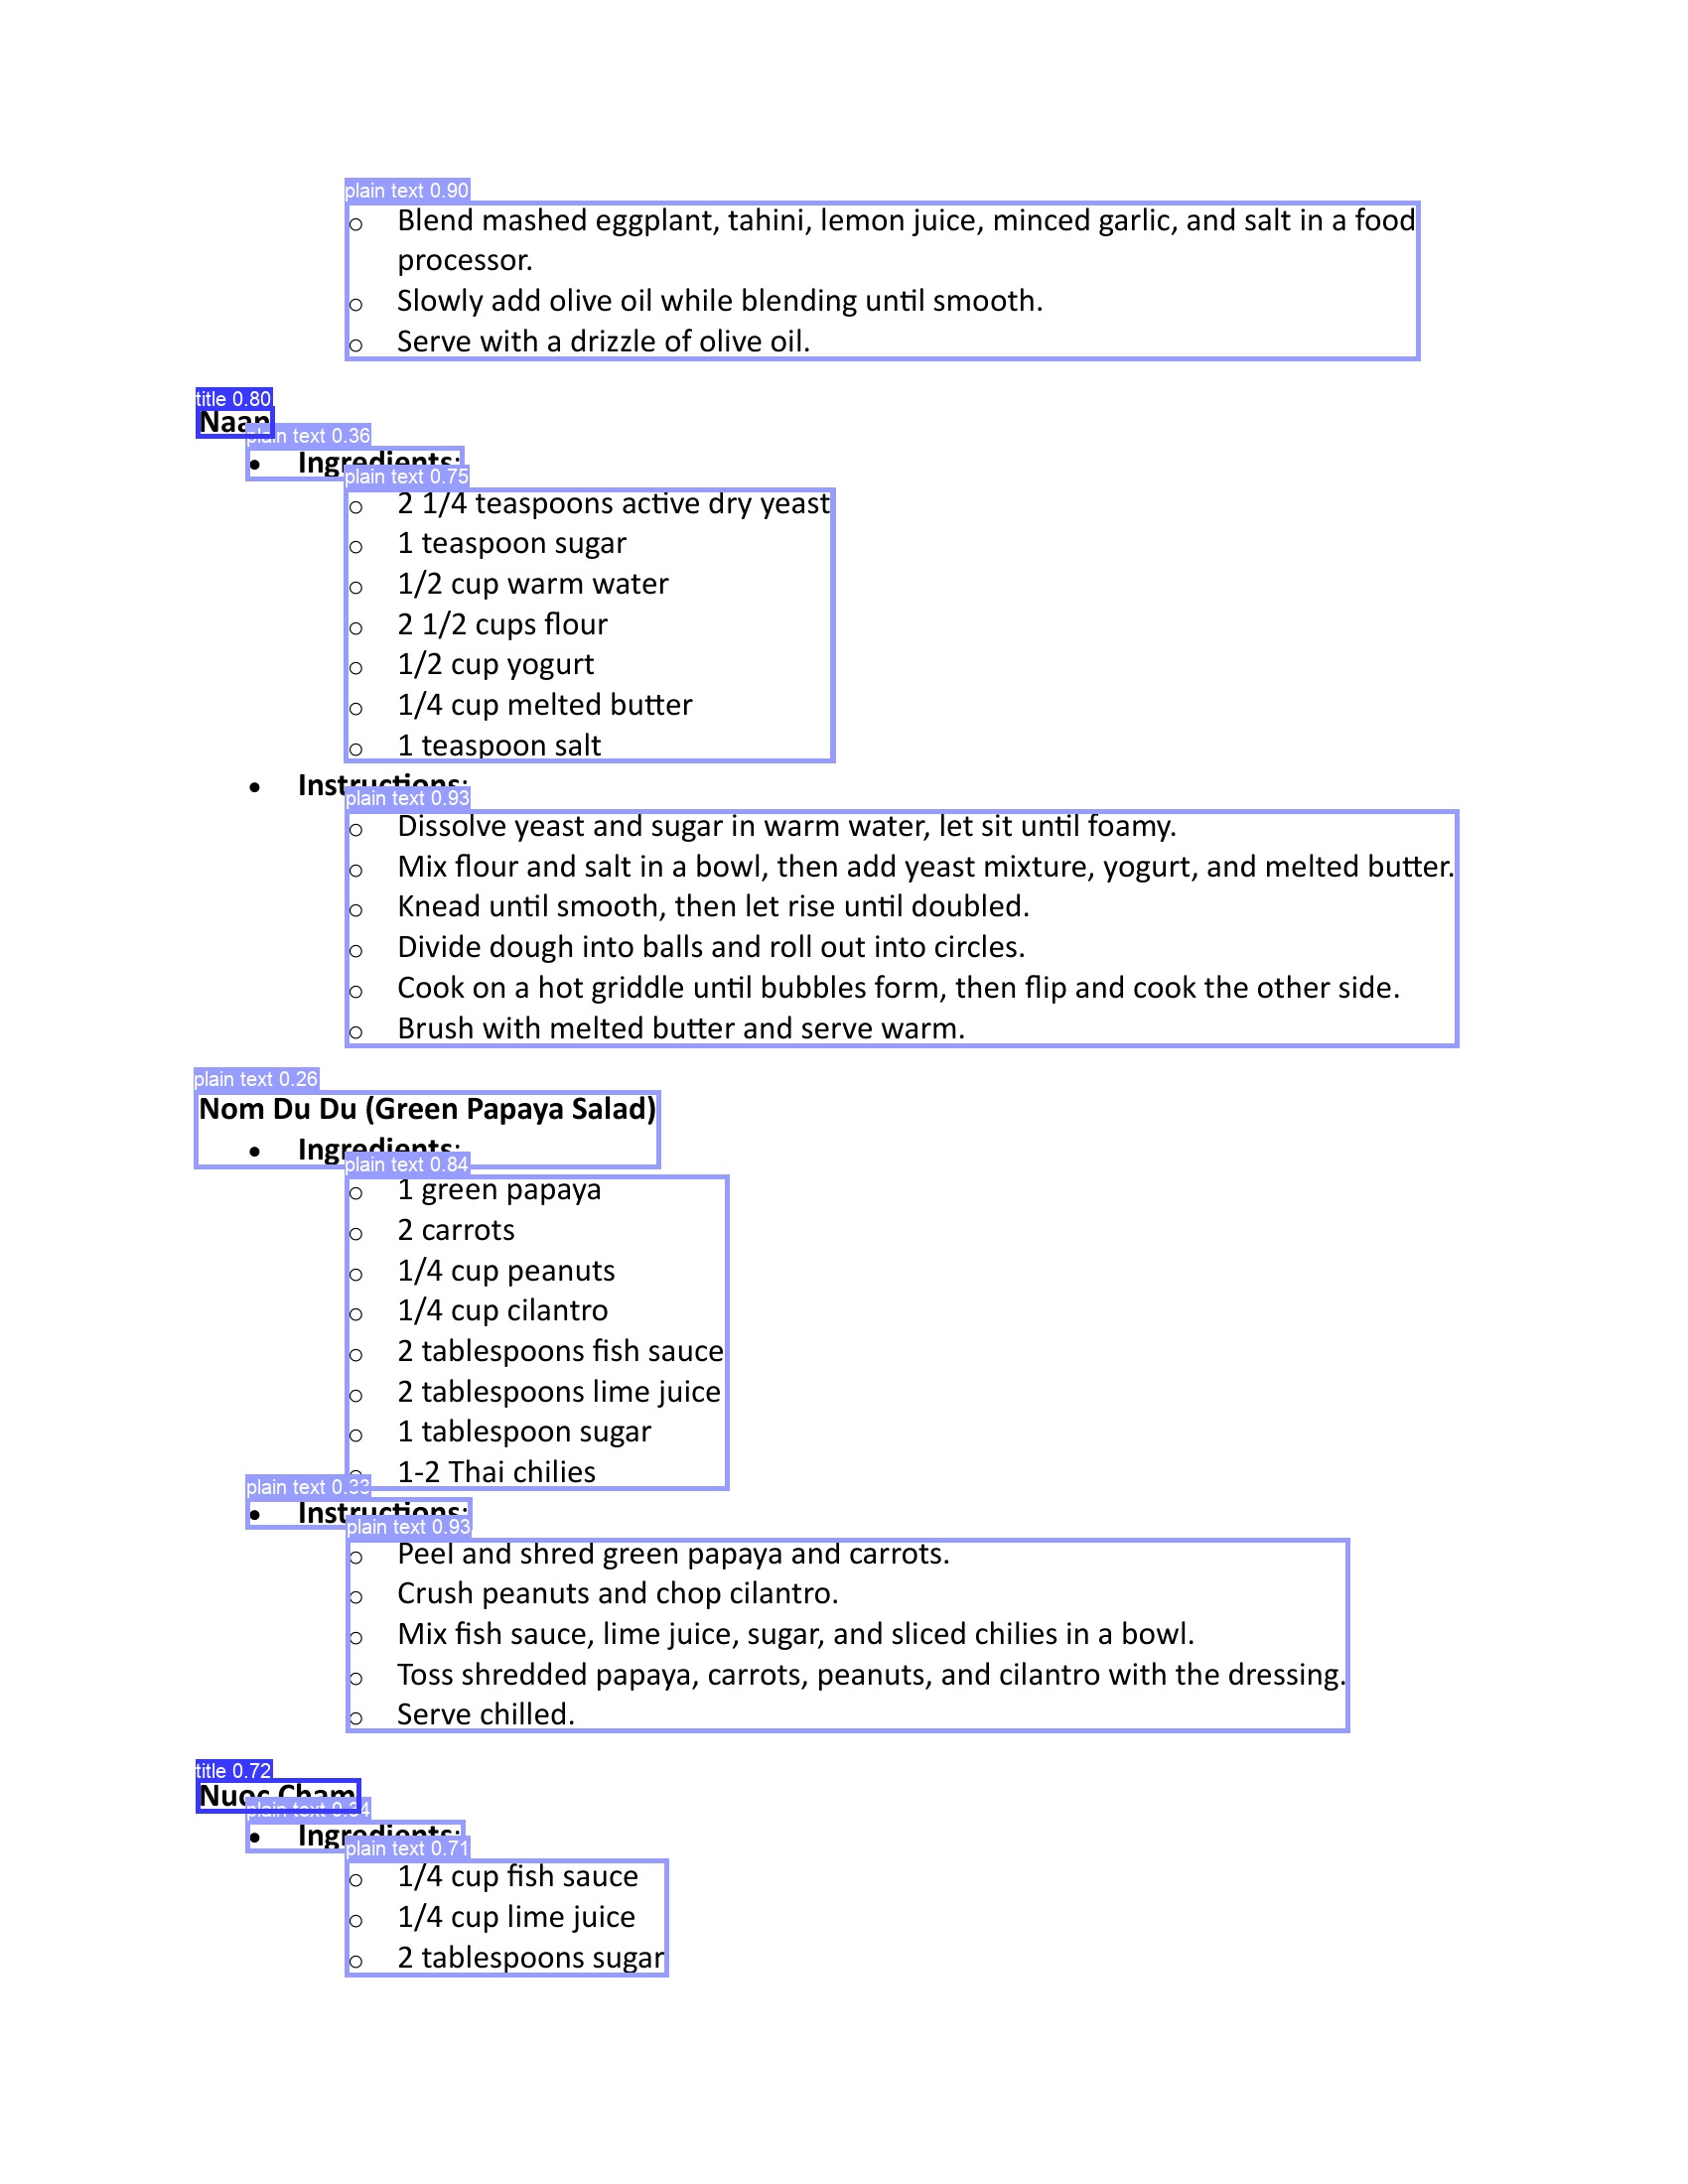 plain text 0.90
○ Blend mashed eggplant, tahini, lemon juice, minced garlic, and salt in a food
processor.
○ Slowly add olive oil while blending until smooth.
○ Serve with a drizzle of olive oil.
title 0.80
Naan
plain text 0.36
• Ingredients:
plain text 0.75
○ 2 1/4 teaspoons active dry yeast
○ 1 teaspoon sugar
○ 1/2 cup warm water
○ 2 1/2 cups flour
○ 1/2 cup yogurt
○ 1/4 cup melted butter
○ 1 teaspoon salt
• Instructions:
plain text 0.93
○ Dissolve yeast and sugar in warm water, let sit until foamy.
○ Mix flour and salt in a bowl, then add yeast mixture, yogurt, and melted butter.
○ Knead until smooth, then let rise until doubled.
○ Divide dough into balls and roll out into circles.
○ Cook on a hot griddle until bubbles form, then flip and cook the other side.
○ Brush with melted butter and serve warm.
plain text 0.26
Nom Du Du (Green Papaya Salad)
• Ingredients:
plain text 0.84
○ 1 green papaya
○ 2 carrots
○ 1/4 cup peanuts
○ 1/4 cup cilantro
○ 2 tablespoons fish sauce
○ 2 tablespoons lime juice
○ 1 tablespoon sugar
○ 1-2 Thai chilies
plain text 0.33
• Instructions:
plain text 0.93
○ Peel and shred green papaya and carrots.
○ Crush peanuts and chop cilantro.
○ Mix fish sauce, lime juice, sugar, and sliced chilies in a bowl.
○ Toss shredded papaya, carrots, peanuts, and cilantro with the dressing.
○ Serve chilled.
title 0.72
Nuoc Cham
plain text 0.34
• Ingredients:
plain text 0.71
○ 1/4 cup fish sauce
○ 1/4 cup lime juice
○ 2 tablespoons sugar